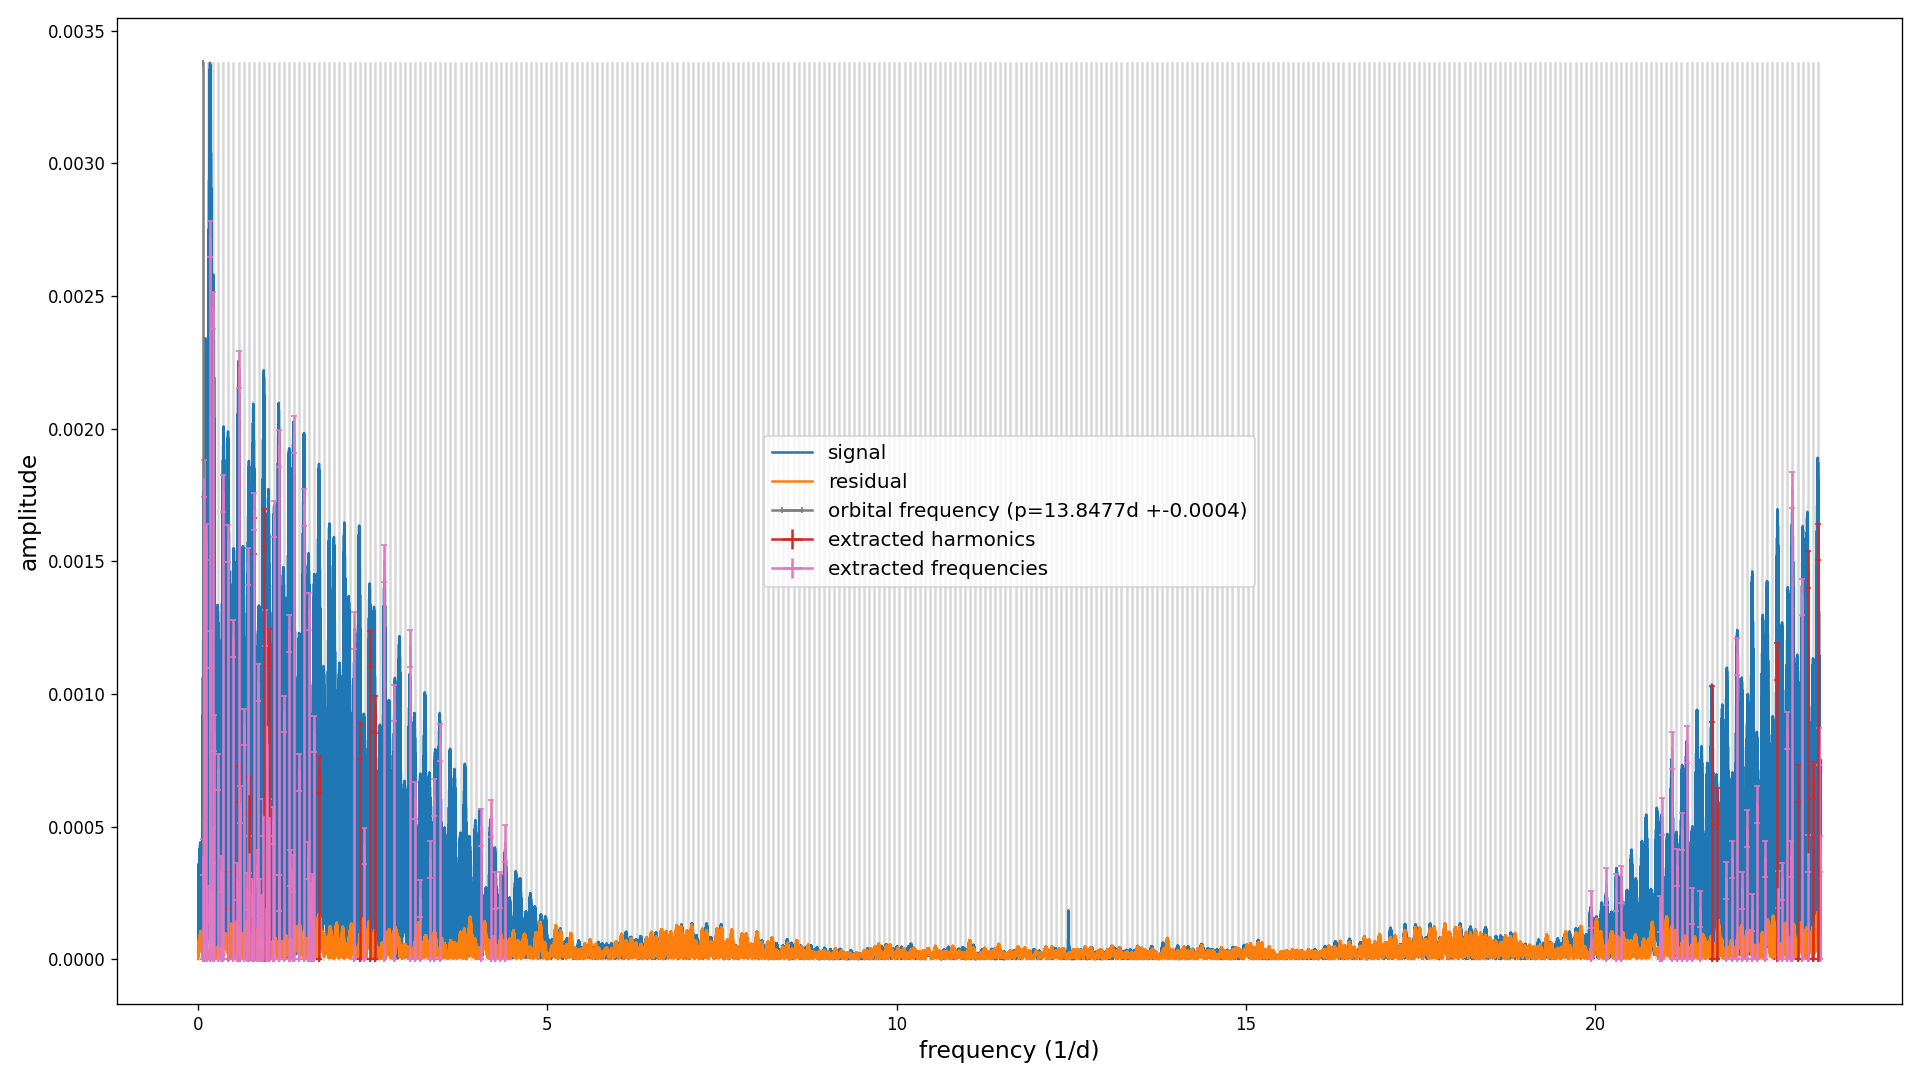 0.0035
0.0030
0.0025
0.0020
0.0015
0.0010
0.0005
0.0000
amplitude
signal
residual
orbital frequency (p=13.8477d +-0.0004)
extracted harmonics
extracted frequencies
0 5 10 15 20
frequency (1/d)